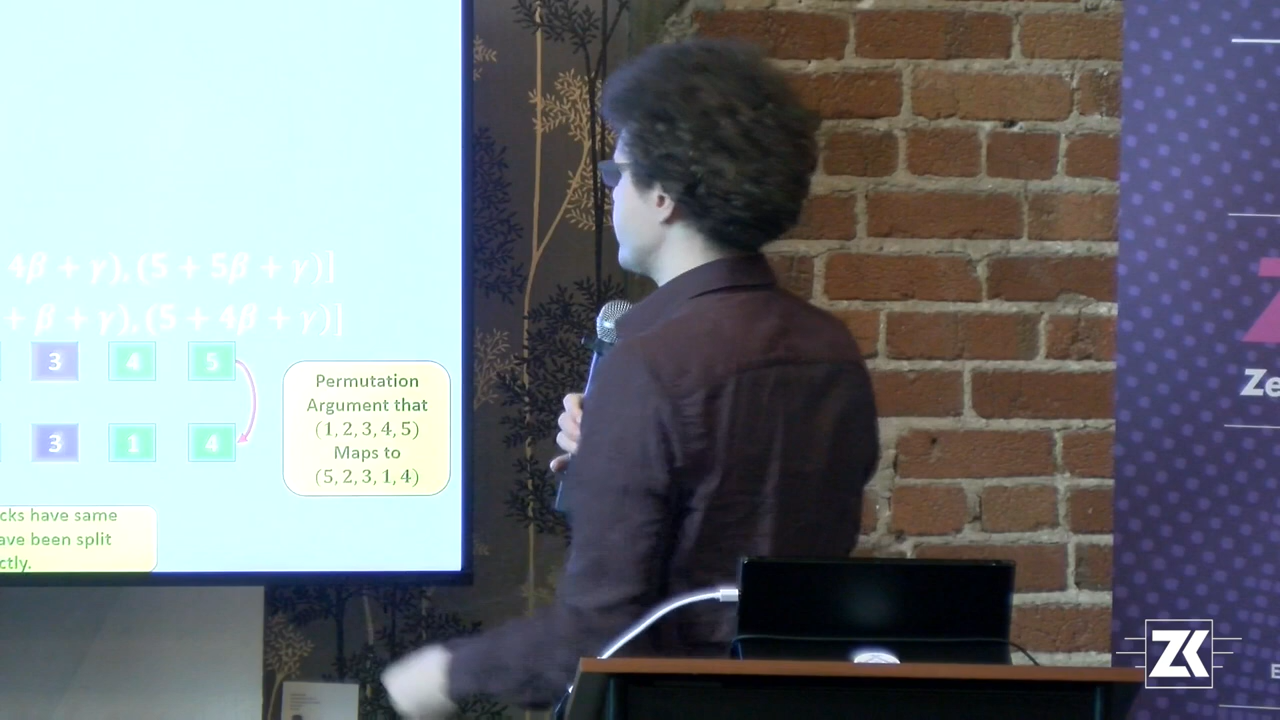 4β + γ), (5 + 5β + γ)]
+ β + γ), (5 + 4β + γ)]
3 4 5
3 1 4
Permutation
Argument that
(1, 2, 3, 4, 5)
Maps to
(5, 2, 3, 1, 4)
cks have same
ave been split
ctly.
Ze
ZK